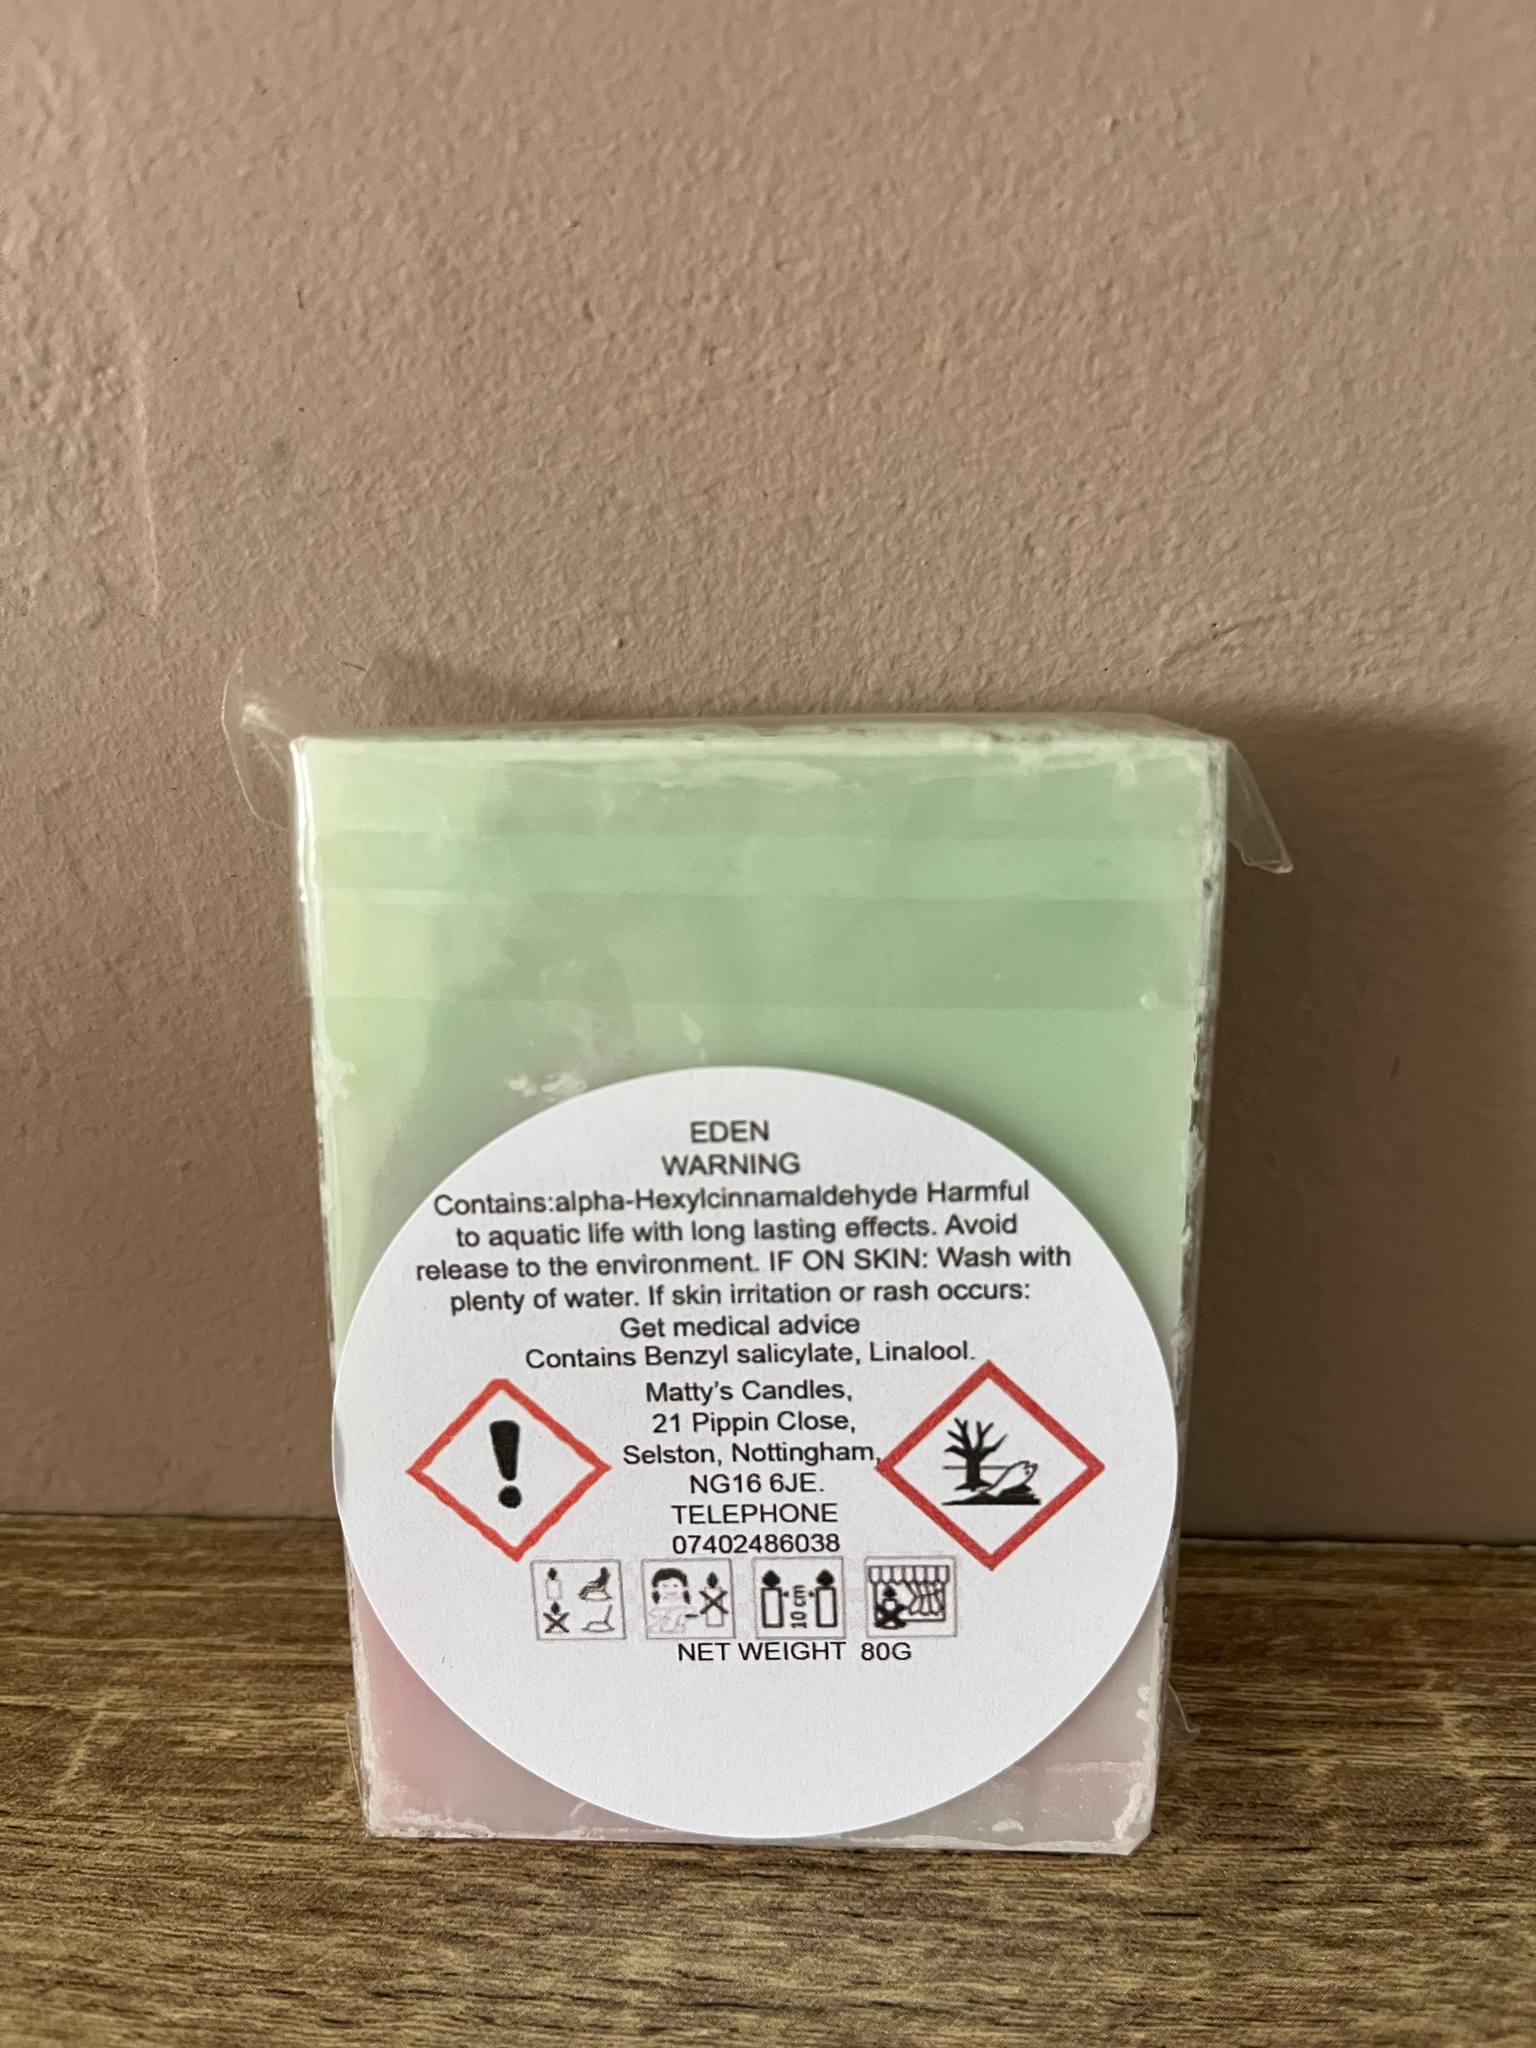 EDEN
WARNING
Contains:alpha-Hexylcinnamaldehyde Harmful
to aquatic life with long lasting effects. Avoid
release to the environment. IF ON SKIN: Wash with
plenty of water. If skin irritation or rash occurs:
Get medical advice
Contains Benzyl salicylate, Linalool.
Matty's Candles,
21 Pippin Close,
Selston, Nottingham,
NG16 6JE.
TELEPHONE
07402486038
10 cm
NET WEIGHT 80G